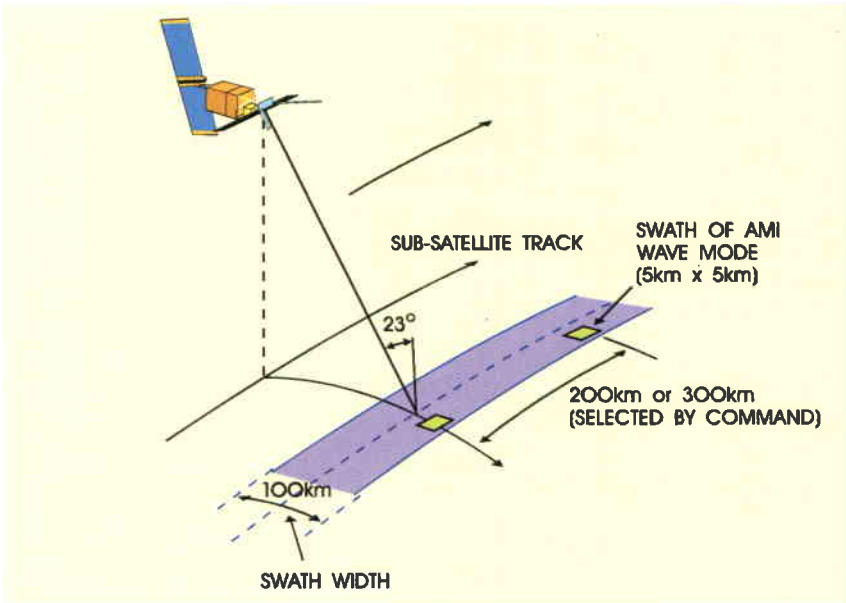 SUB-SATELLITE TRACK
SWATH OF AMI
WAVE MODE
(5km x 5km)
23°
200km or 300km
(SELECTED BY COMMAND)
100km
SWATH WIDTH